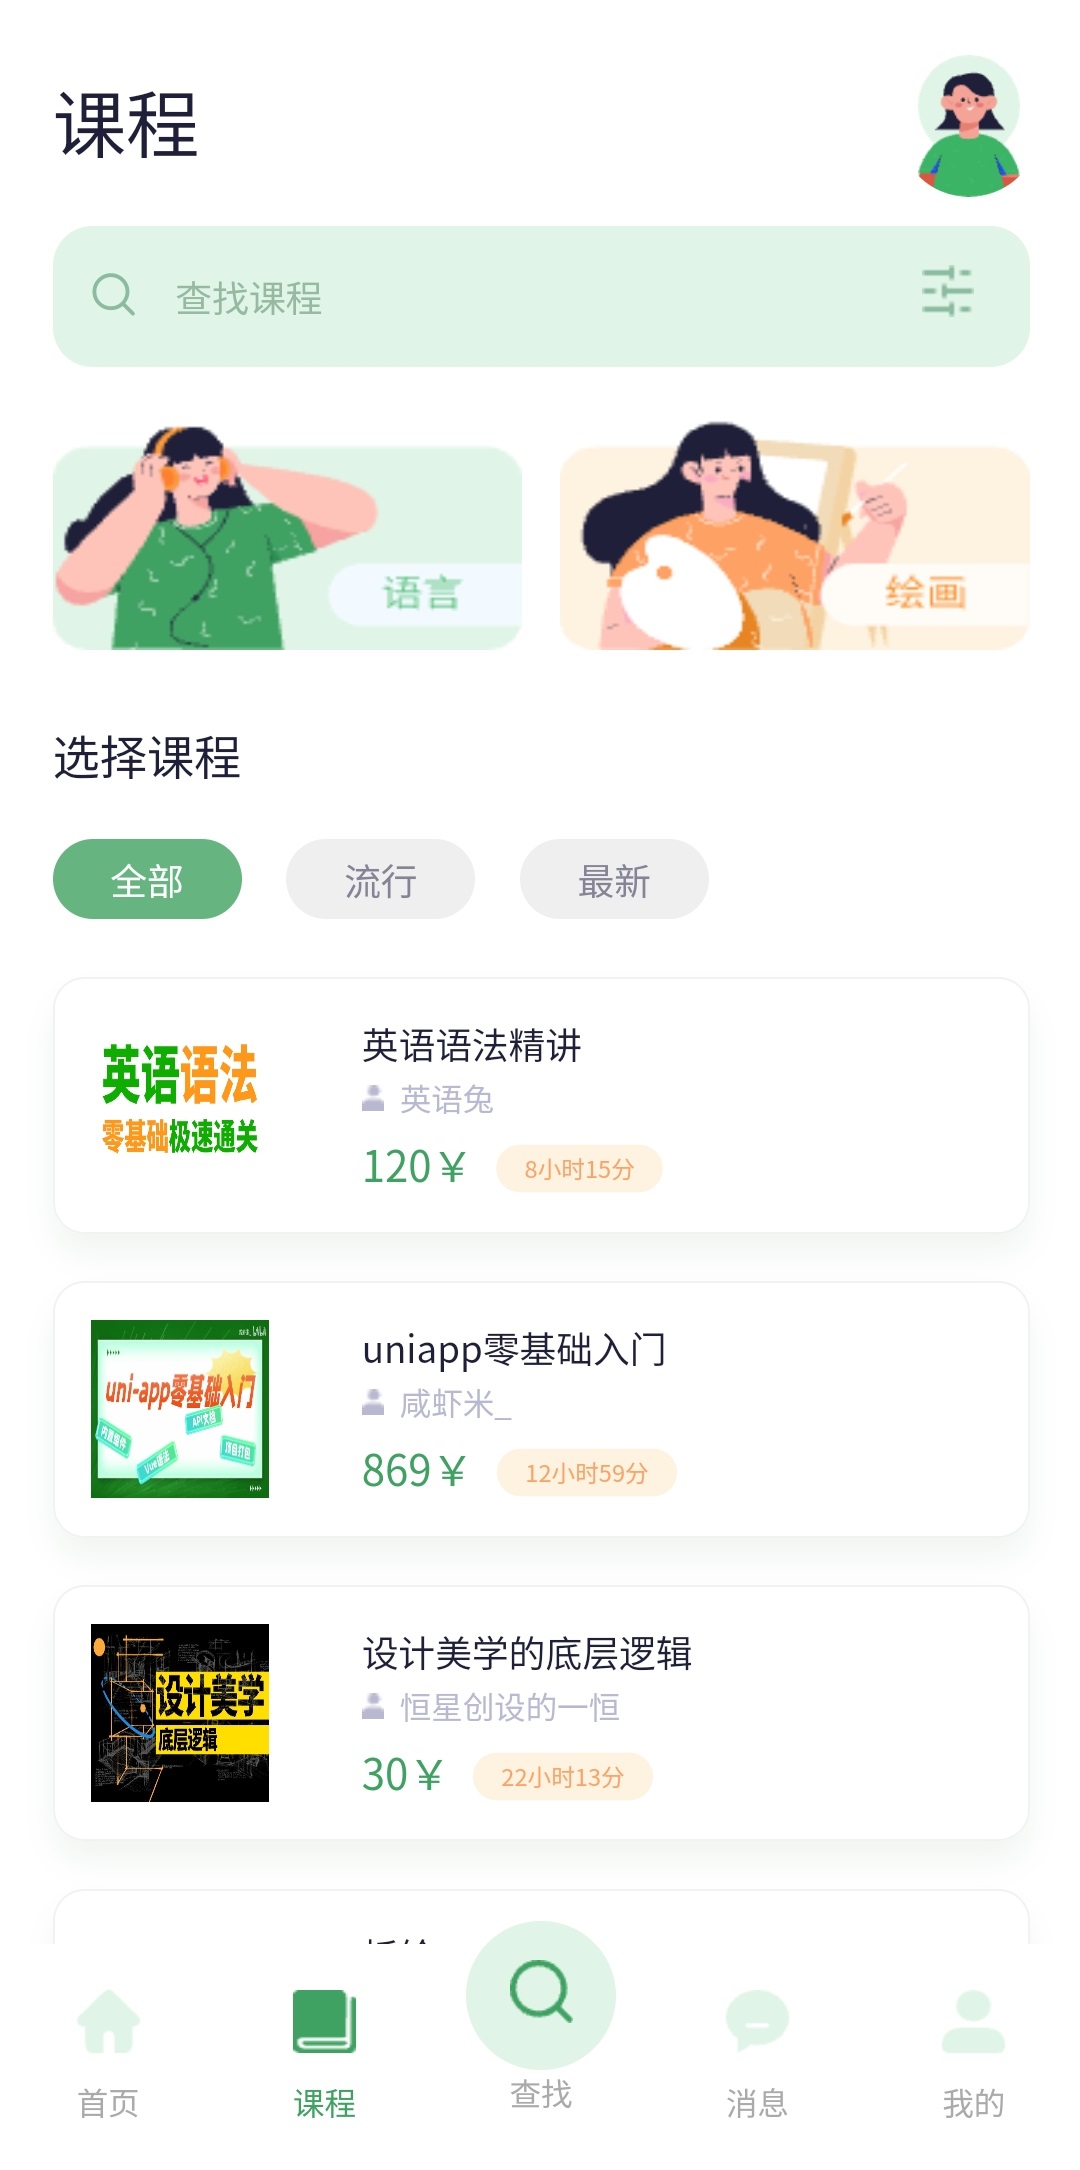 课程
查找课程
语言
绘画
选择课程
全部
流行
最新
英语语法
零基础极速通关
英语语法精讲
英语兔
120￥
8小时15分
uni-app零基础入门
API文档
内置组件
Vue语法
项目打包
uniapp零基础入门
咸虾米_
869￥
12小时59分
设计美学
底层逻辑
设计美学的底层逻辑
恒星创设的一恒
30￥
22小时13分
首页
课程
查找
消息
我的